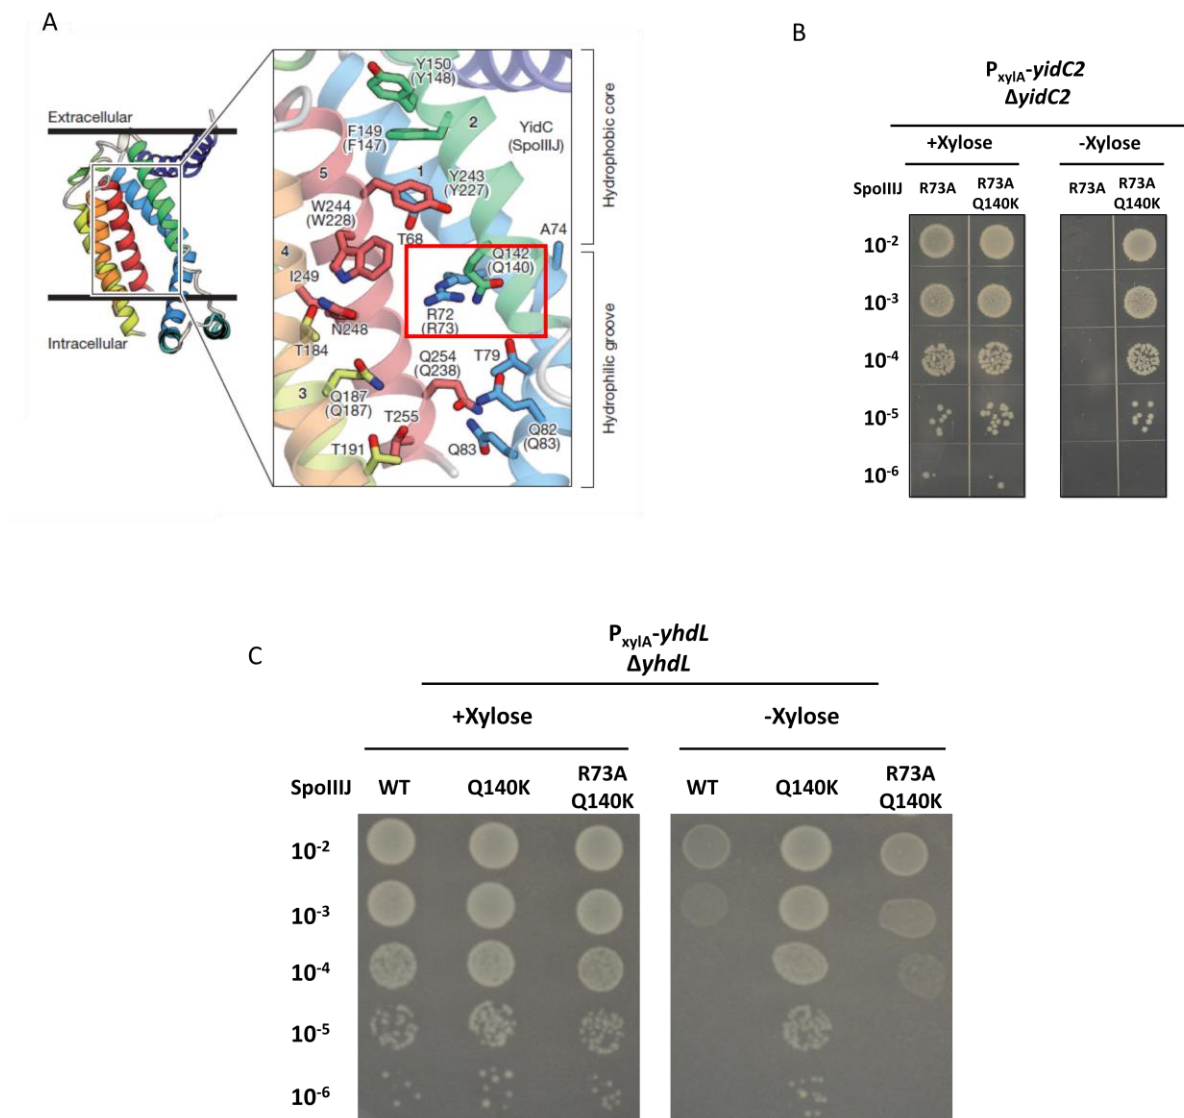 A
Extracellular
Intracellular
Y150
(Y148)
2
YidC
(SpoIIIJ)
F149
(F147)
5
1
Y243
(Y227)
W244
(W228)
T68
A74
4
Q142
(Q140)
I249
R72
(R73)
N248
T184
Q254
(Q238)
T79
3
Q187
(Q187)
T255
Q82
(Q83)
T191
Q83
Hydrophobic core
Hydrophilic groove
B
PxylA-yidC2
ΔyidC2
+Xylose -Xylose
SpoIIIJ R73A R73A Q140K R73A R73A Q140K
10-2
10-3
10-4
10-5
10-6
C
PxylA-yhdL
ΔyhdL
+Xylose -Xylose
SpoIIIJ WT Q140K R73A Q140K WT Q140K R73A Q140K
10-2
10-3
10-4
10-5
10-6